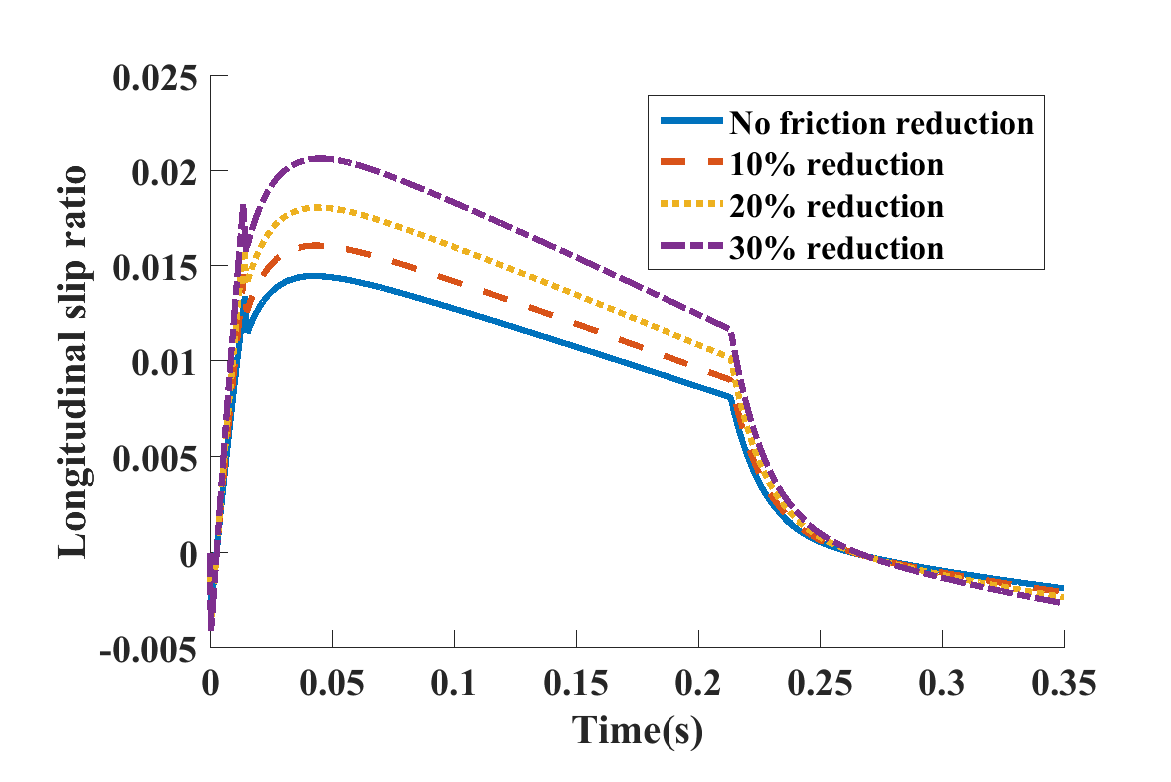 0.025
0.02
0.015
0.01
0.005
0
-0.005
Longitudinal slip ratio
No friction reduction
10% reduction
20% reduction
30% reduction
0 0.05 0.1 0.15 0.2 0.25 0.3 0.35
Time(s)